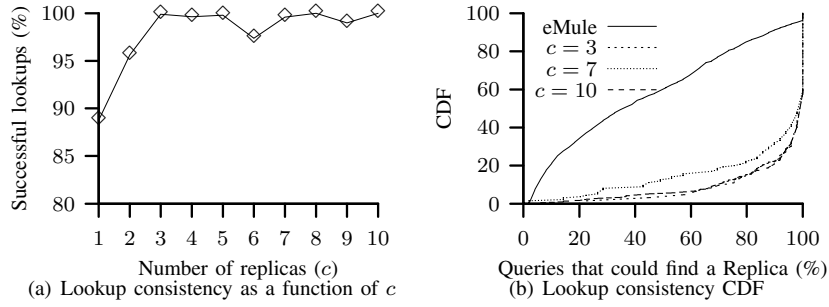 Successful lookups (%)
100
95
90
85
80
1 2 3 4 5 6 7 8 9 10
Number of replicas (c)
(a) Lookup consistency as a function of c
CDF
100
80
60
40
20
0
eMule
c = 3
c = 7
c = 10
0 20 40 60 80 100
Queries that could find a Replica (%)
(b) Lookup consistency CDF